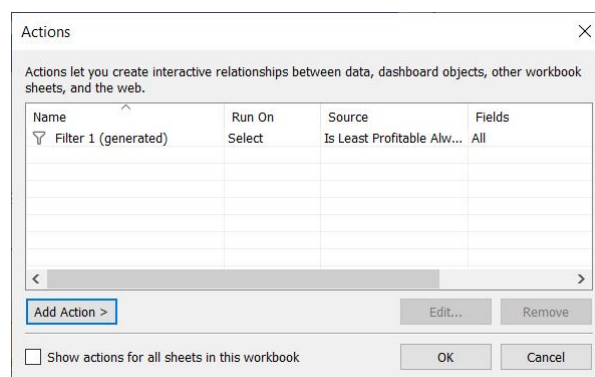 Actions
Actions let you create interactive relationships between data, dashboard objects, other workbook
sheets, and the web.
Name Run On Source Fields
Filter 1 (generated) Select Is Least Profitable Alw... All
Add Action > Edit... Remove
Show actions for all sheets in this workbook OK Cancel